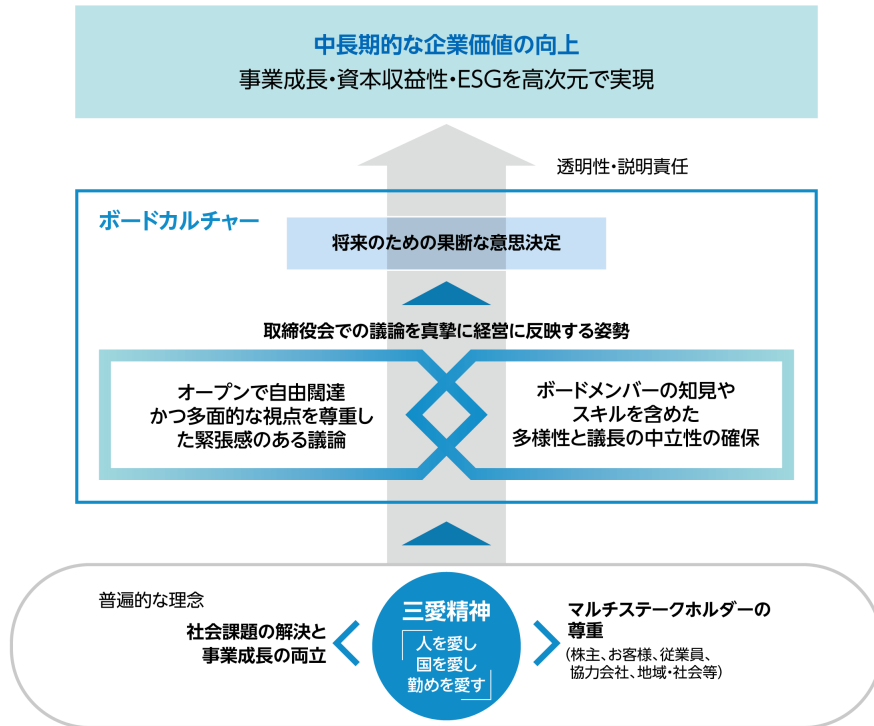 中長期的な企業価値の向上
事業成長・資本収益性・ESGを高次元で実現
透明性・説明責任
ボードカルチャー
将来のための果断な意思決定
取締役会での議論を真摯に経営に反映する姿勢
オープンで自由闊達
かつ多面的な視点を尊重し
た緊張感のある議論
ボードメンバーの知見や
スキルを含めた
多様性と議長の中立性の確保
普遍的な理念
社会課題の解決と
事業成長の両立
三愛精神
「人を愛し
国を愛し
勤めを愛す」
マルチステークホルダーの
尊重
(株主、お客様、従業員、
協力会社、地域・社会等)